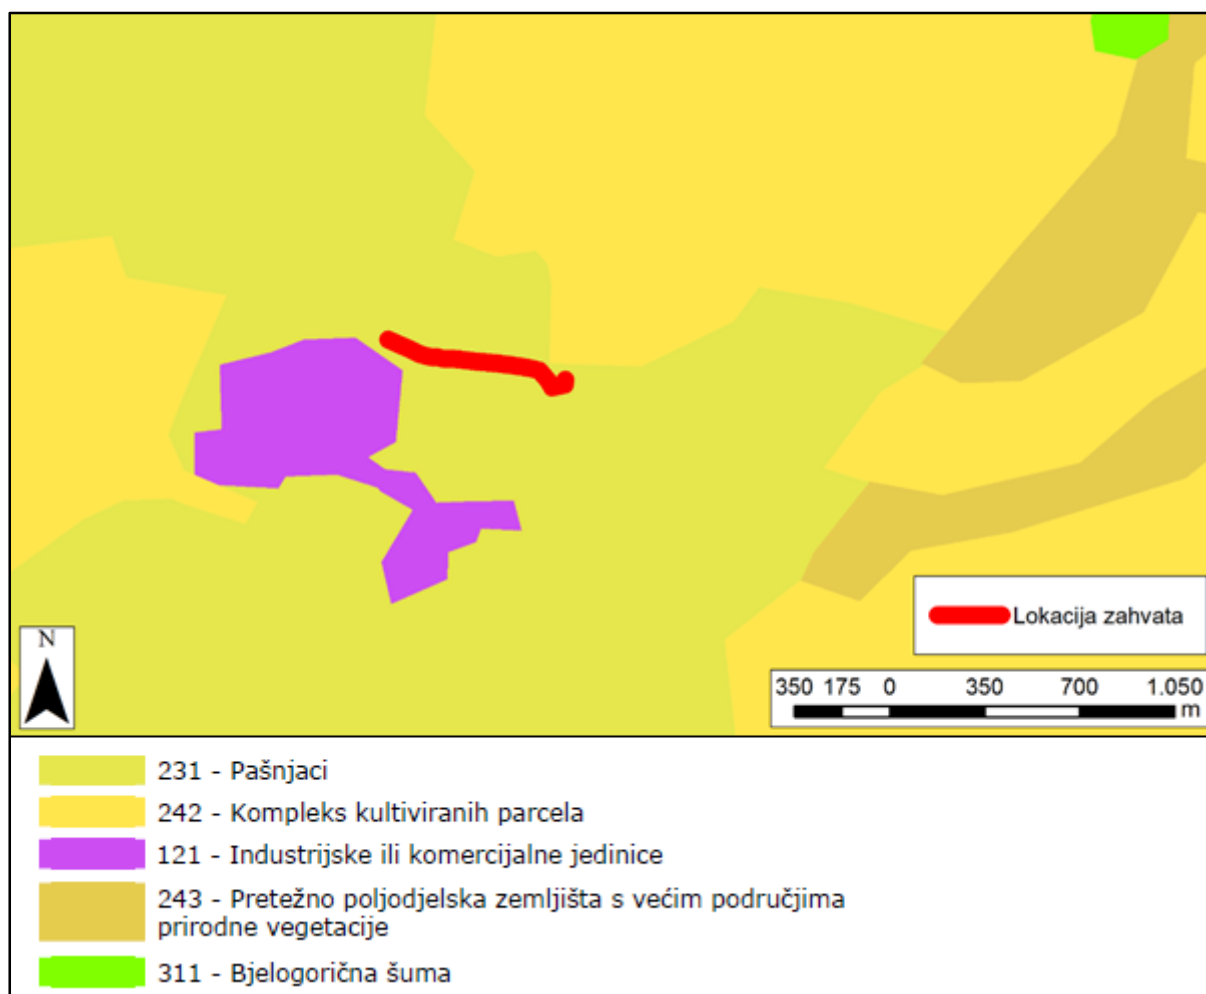 Lokacija zahvata
N
350 175 0 350 700 1.050
m
231 - Pašnjaci
242 - Kompleks kultiviranih parcela
121 - Industrijske ili komercijalne jedinice
243 - Pretežno poljodjelska zemljišta s većim područjima
prirodne vegetacije
311 - Bjelogorična šuma